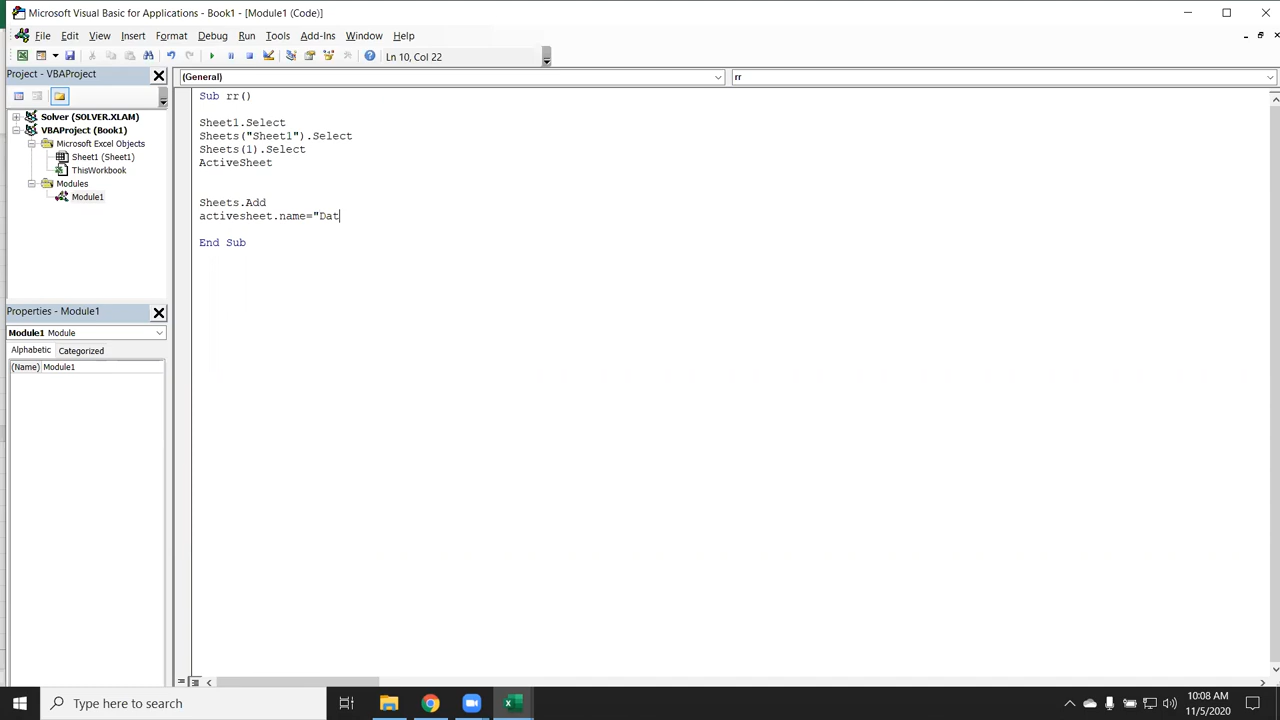 Microsoft Visual Basic for Applications - Book1 - [Module1 (Code)]
File Edit View Insert Format Debug Run Tools Add-Ins Window Help
Ln 10, Col 22
Project - VBAProject
(General) rr
Solver (SOLVER.XLAM)
VBAProject (Book1)
Microsoft Excel Objects
Sheet1 (Sheet1)
ThisWorkbook
Modules
Module1
Sub rr()
Sheet1.Select
Sheets("Sheet1").Select
Sheets(1).Select
ActiveSheet
Sheets.Add
activesheet.name="Dat
End Sub
Properties - Module1
Module1 Module
Alphabetic Categorized
(Name) Module1
Type here to search
10:08 AM
11/5/2020